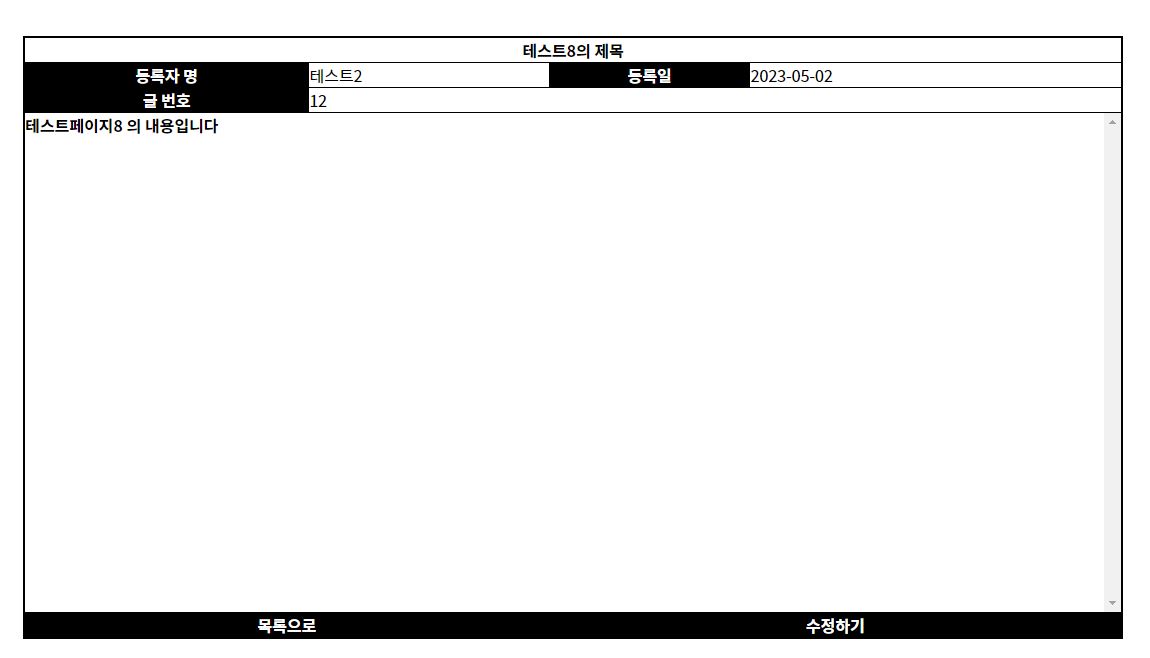 테스트8의 제목
등록자 명 테스트2 등록일 2023-05-02
글 번호 12
테스트페이지8 의 내용입니다
목록으로 수정하기